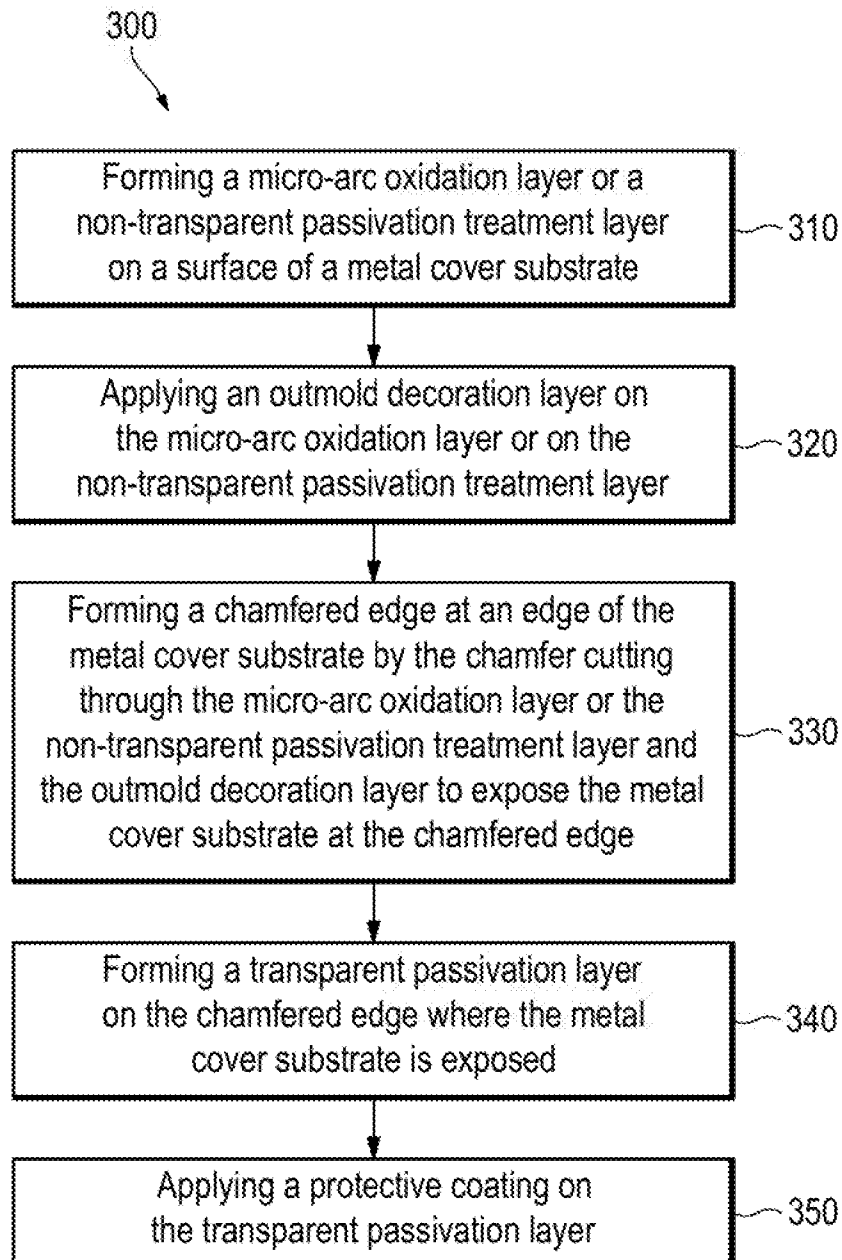 300
Forming a micro-arc oxidation layer or a
non-transparent passivation treatment layer
on a surface of a metal cover substrate
310
Applying an outmold decoration layer on
the micro-arc oxidation layer or on the
non-transparent passivation treatment layer
320
Forming a chamfered edge at an edge of the
metal cover substrate by the chamfer cutting
through the micro-arc oxidation layer or the
non-transparent passivation treatment layer and
the outmold decoration layer to expose the metal
cover substrate at the chamfered edge
330
Forming a transparent passivation layer
on the chamfered edge where the metal
cover substrate is exposed
340
Applying a protective coating on
the transparent passivation layer
350